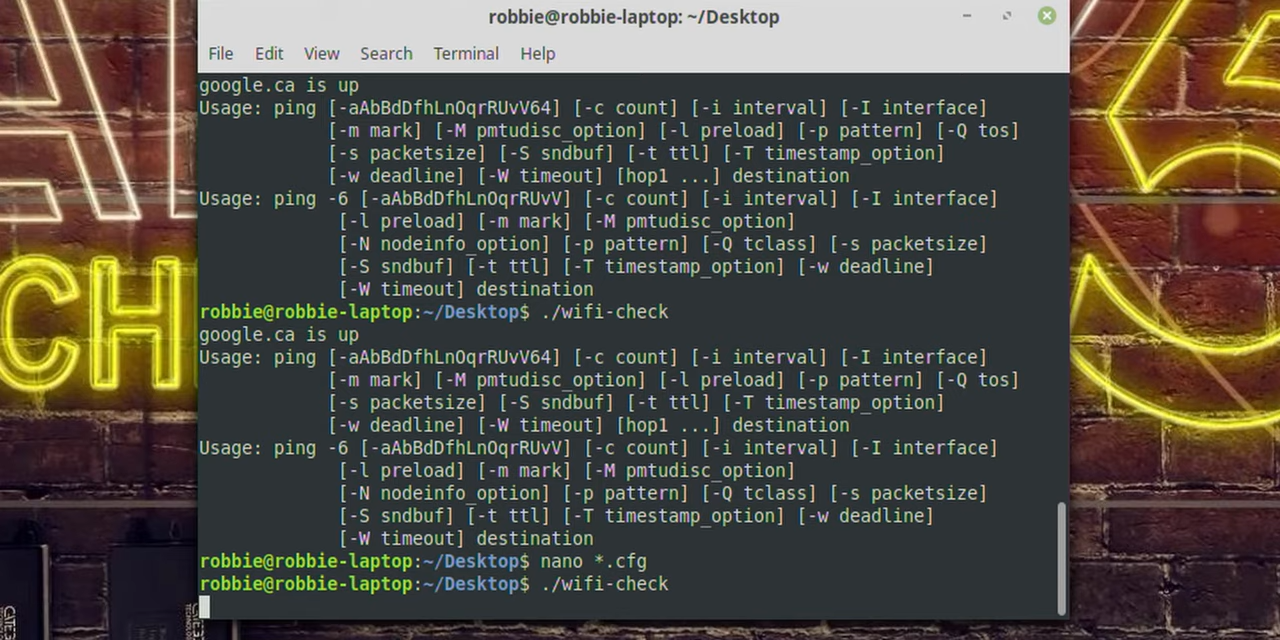 robbie@robbie-laptop: ~/Desktop
File Edit View Search Terminal Help
google.ca is up
Usage: ping [-aAbBdDfhLnOqrRUvV64] [-c count] [-i interval] [-I interface]
            [-m mark] [-M pmtudisc_option] [-l preload] [-p pattern] [-Q tos]
            [-s packetsize] [-S sndbuf] [-t ttl] [-T timestamp_option]
            [-w deadline] [-W timeout] [hop1 ...] destination
Usage: ping -6 [-aAbBdDfhLnOqrRUvV] [-c count] [-i interval] [-I interface]
             [-l preload] [-m mark] [-M pmtudisc_option]
             [-N nodeinfo_option] [-p pattern] [-Q tclass] [-s packetsize]
             [-S sndbuf] [-t ttl] [-T timestamp_option] [-w deadline]
             [-W timeout] destination
robbie@robbie-laptop:~/Desktop$ ./wifi-check
google.ca is up
Usage: ping [-aAbBdDfhLnOqrRUvV64] [-c count] [-i interval] [-I interface]
            [-m mark] [-M pmtudisc_option] [-l preload] [-p pattern] [-Q tos]
            [-s packetsize] [-S sndbuf] [-t ttl] [-T timestamp_option]
            [-w deadline] [-W timeout] [hop1 ...] destination
Usage: ping -6 [-aAbBdDfhLnOqrRUvV] [-c count] [-i interval] [-I interface]
             [-l preload] [-m mark] [-M pmtudisc_option]
             [-N nodeinfo_option] [-p pattern] [-Q tclass] [-s packetsize]
             [-S sndbuf] [-t ttl] [-T timestamp_option] [-w deadline]
             [-W timeout] destination
robbie@robbie-laptop:~/Desktop$ nano *.cfg
robbie@robbie-laptop:~/Desktop$ ./wifi-check
CH
5